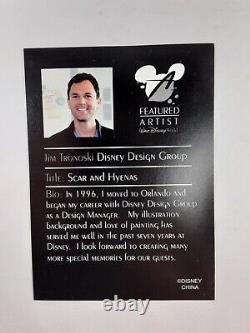 FEATURED
ARTIST
Walt Disney World
Jim Tronoski Disney Design Group
Title: Scar and Hyenas
Bio: In 1996, I moved to Orlando and
began my career with Disney Design Group
as a Design Manager. My illustration
background and love of painting has
served me well in the past seven years at
Disney. I look forward to creating many
more special memories for our guests.
©DISNEY
CHINA